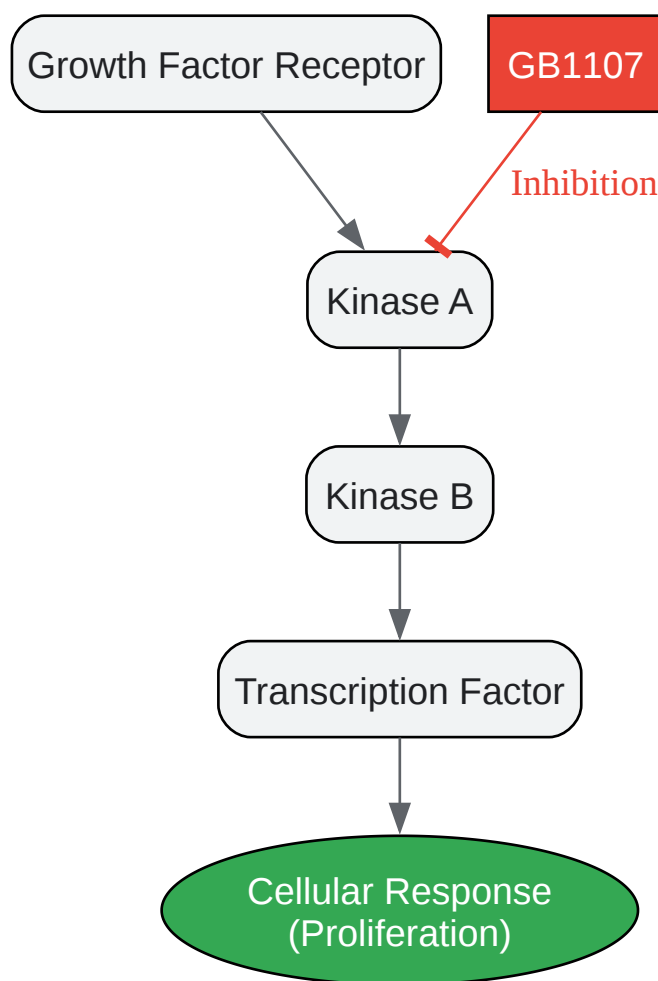 Growth Factor Receptor
GB1107
Inhibition
Kinase A
Kinase B
Transcription Factor
Cellular Response
(Proliferation)